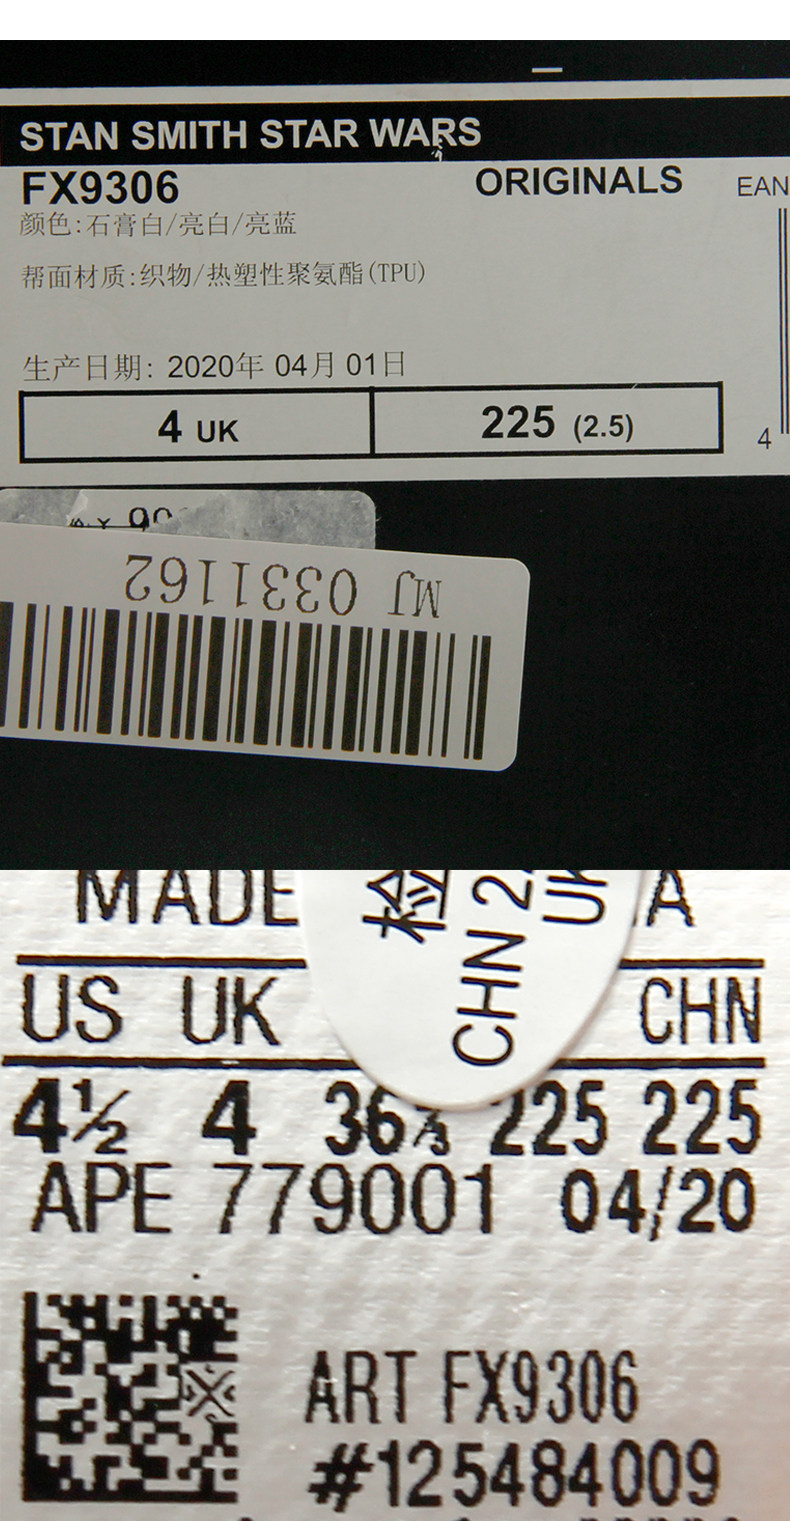 STAN SMITH STAR WARS
FX9306 ORIGINALS EAN
颜色:石膏白/亮白/亮蓝
帮面材质:织物/热塑性聚氨酯(TPU)
生产日期: 2020年 04月 01日
4 UK 225 (2.5)
4
MJ 0331162
MADE
检
CHN 2
UK
A
US UK CHN
4½ 4 36⅔ 225 225
APE 779001 04/20
ART FX9306
#125484009